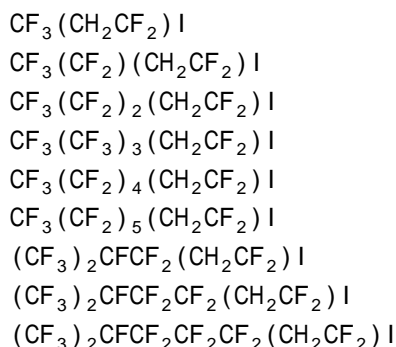 CF₃(CH₂CF₂)I
CF₃(CF₂)(CH₂CF₂)I
CF₃(CF₂)₂(CH₂CF₂)I
CF₃(CF₃)₃(CH₂CF₂)I
CF₃(CF₂)₄(CH₂CF₂)I
CF₃(CF₂)₅(CH₂CF₂)I
(CF₃)₂CFCF₂(CH₂CF₂)I
(CF₃)₂CFCF₂CF₂(CH₂CF₂)I
(CF₃)₂CFCF₂CF₂CF₂(CH₂CF₂)I